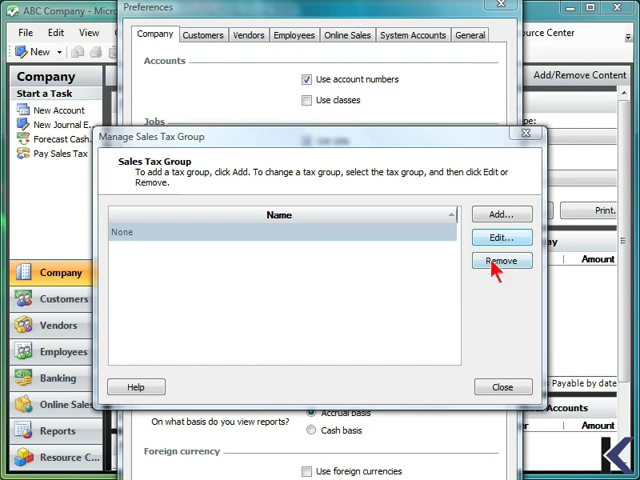 ABC Company - Micro
Preferences
File Edit View
source Center
New
Company Customers Vendors Employees Online Sales System Accounts General
Company
Add/Remove Content
Start a Task
Accounts
New Account
Use account numbers
New Journal E...
Use classes
Forecast Cash...
Jobs
Pay Sales Tax
Manage Sales Tax Group
Sales Tax Group
To add a tax group, click Add. To change a tax group, select the tax group, and then click Edit or
Remove.
Name
Add...
Print.
None
Edit...
Amount
Remove
Company
Customers
Vendors
Employees
Banking
Payable by date
Help
Close
Online Sales
Accounts
Accrual basis
On what basis do you view reports?
Amount
Reports
Cash basis
Foreign currency
Resource C...
Use foreign currencies